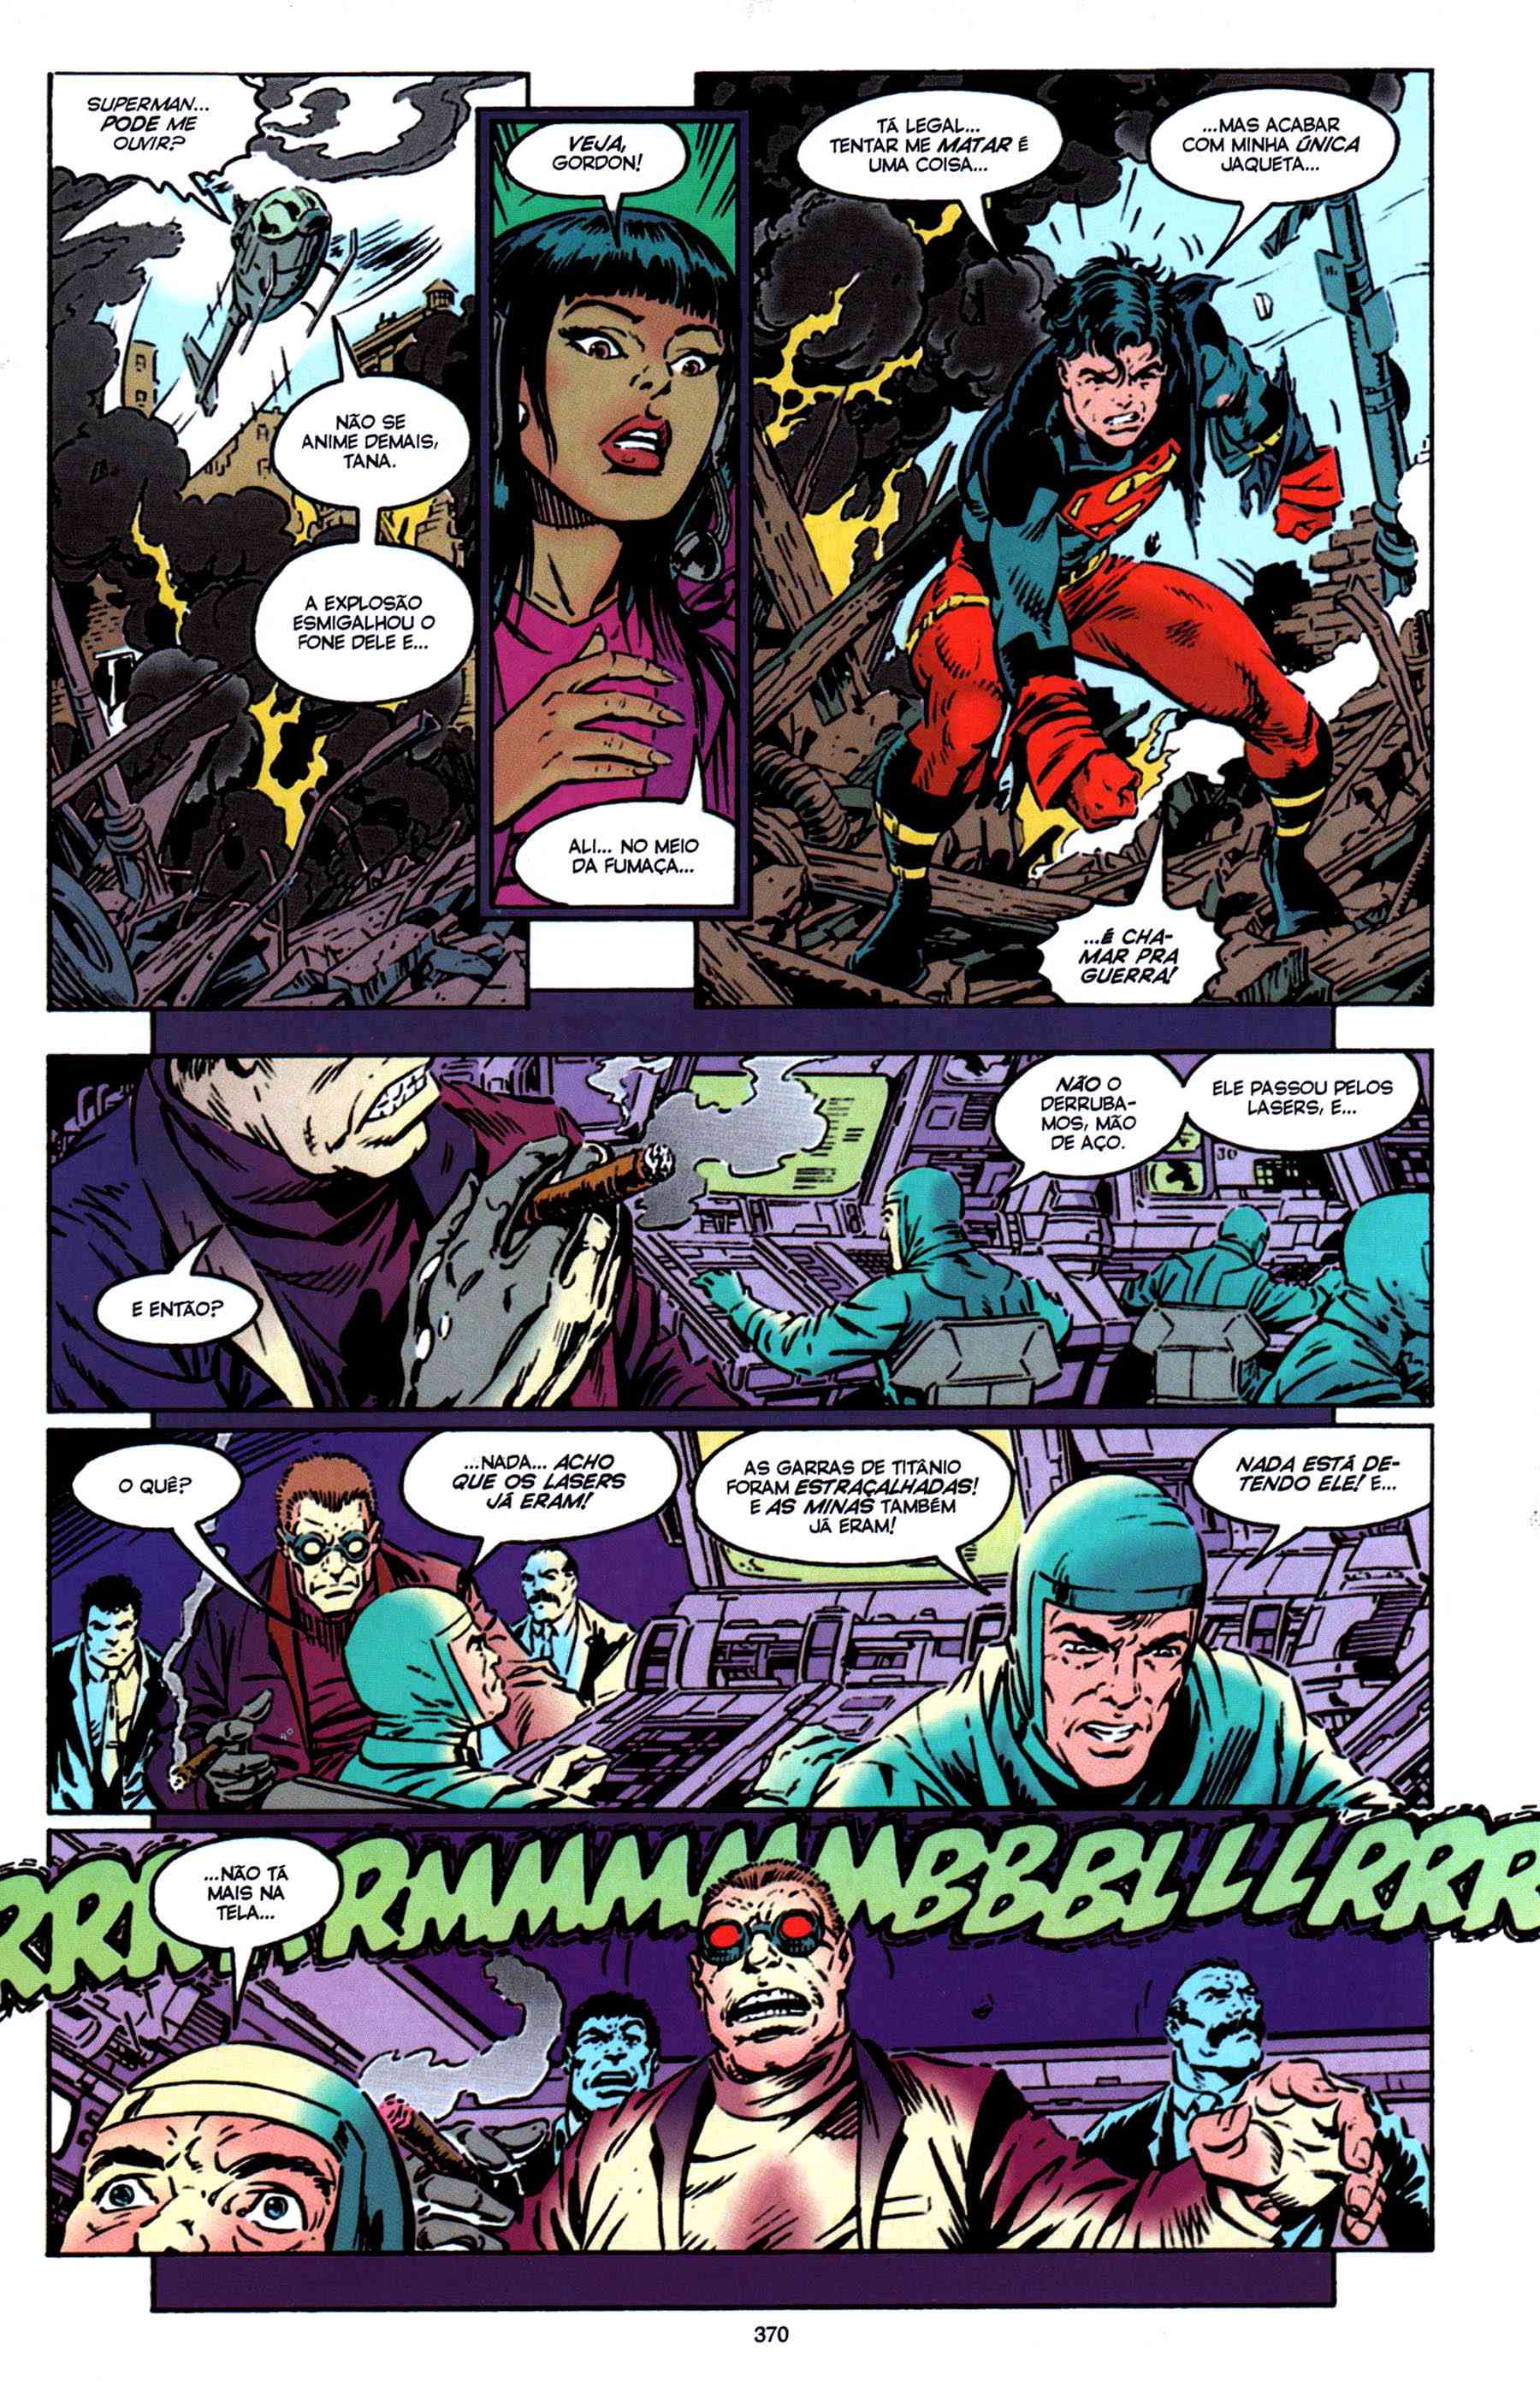 SUPERMAN...
PODE ME
OUVIR?
NÃO SE
ANIME DEMAIS,
TANA.
A EXPLOSÃO
ESMIGALHOU O
FONE DELE E...
VEJA,
GORDON!
ALI... NO MEIO
DA FUMAÇA...
TÁ LEGAL...
TENTAR ME MATAR É
UMA COISA...
...MAS ACABAR
COM MINHA ÚNICA
JAQUETA...
S
...É CHA-
MAR PRA
GUERRA!
E ENTÃO?
NÃO O
DERRUBA-
MOS, MÃO
DE AÇO.
ELE PASSOU PELOS
LASERS, E...
O QUÊ?
...NADA... ACHO
QUE OS LASERS
JÁ ERAM!
AS GARRAS DE TITÂNIO
FORAM ESTRAÇALHADAS!
E AS MINAS TAMBÉM
JÁ ERAM!
NADA ESTÁ DE-
TENDO ELE! E...
...NÃO TÁ
MAIS NA
TELA...
370